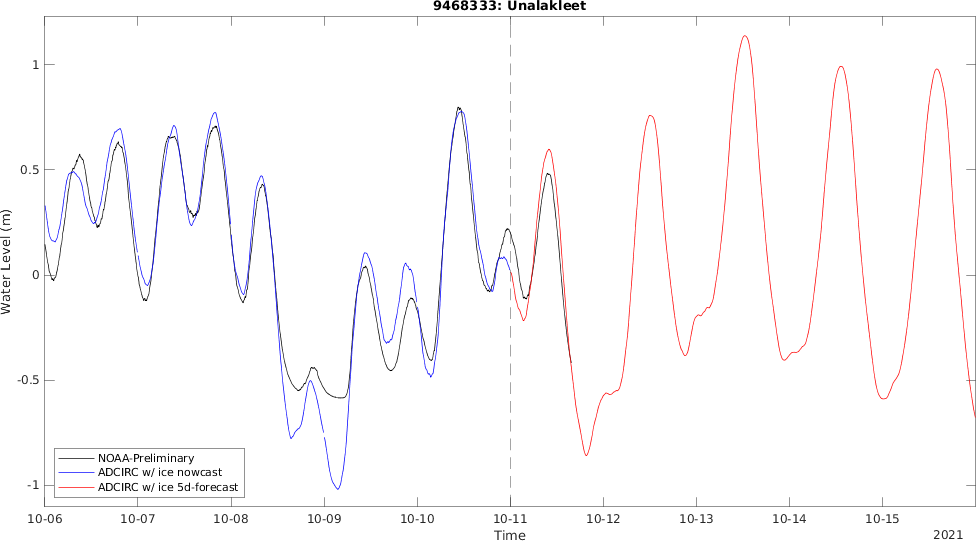 9468333: Unalakleet
Water Level (m)
1
0.5
0
-0.5
-1
NOAA-Preliminary
ADCIRC w/ ice nowcast
ADCIRC w/ ice 5d-forecast
10-06 10-07 10-08 10-09 10-10 10-11 10-12 10-13 10-14 10-15
Time
2021